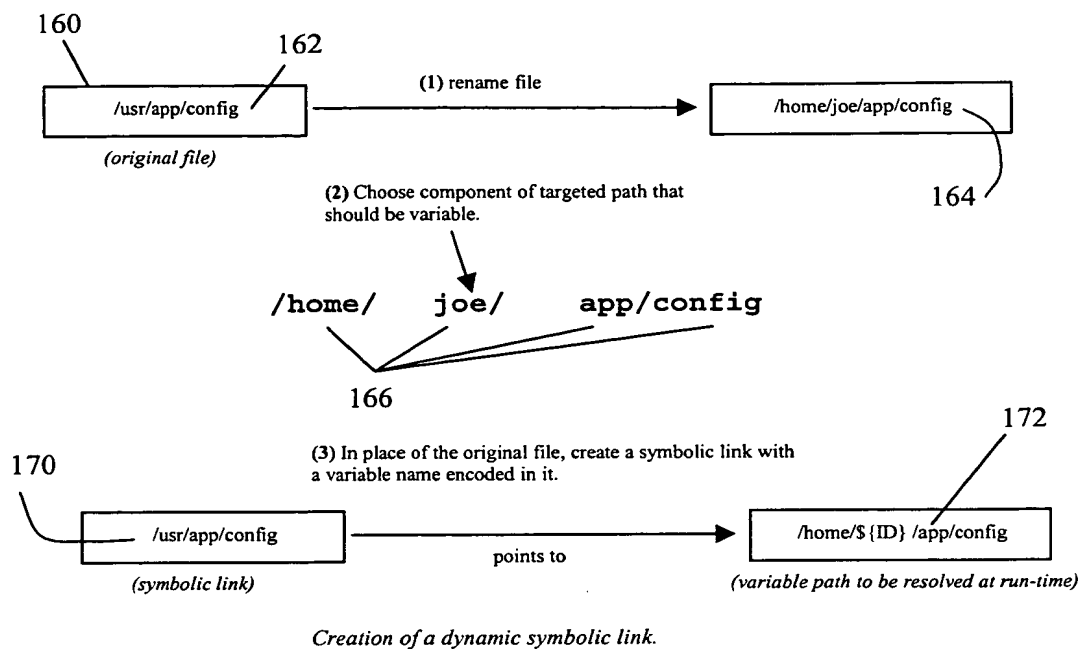 160
162
/usr/app/config
(1) rename file
/home/joe/app/config
(original file)
164
(2) Choose component of targeted path that
should be variable.
/home/ joe/ app/config
166
172
(3) In place of the original file, create a symbolic link with
a variable name encoded in it.
170
/usr/app/config
points to
/home/${ID} /app/config
(symbolic link)
(variable path to be resolved at run-time)
Creation of a dynamic symbolic link.